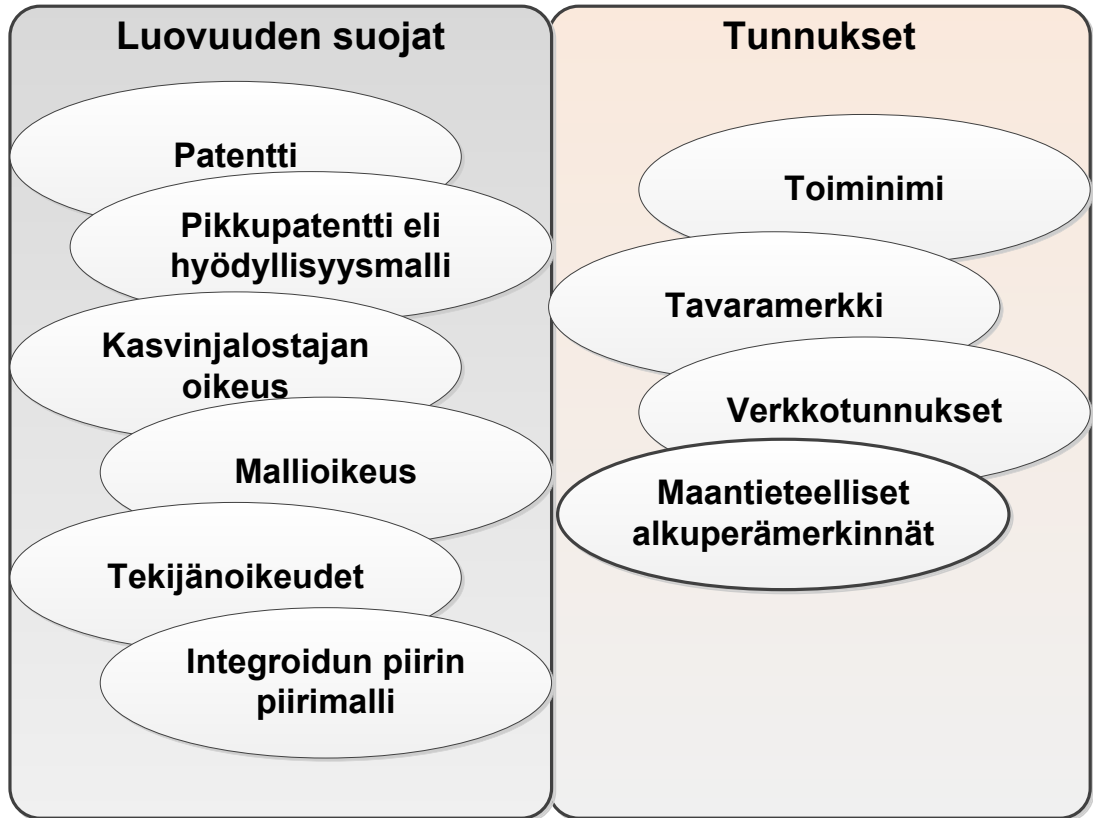 Luovuuden suojat
Patentti
Pikkupatentti eli
hyödyllisyysmalli
Kasvinjalostajan
oikeus
Mallioikeus
Tekijänoikeudet
Integroidun piirin
piirimalli
Tunnukset
Toiminimi
Tavaramerkki
Verkkotunnukset
Maantieteelliset
alkuperämerkinnät